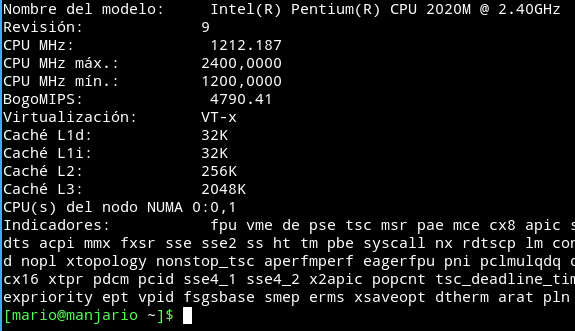 Nombre del modelo:     Intel(R) Pentium(R) CPU 2020M @ 2.40GHz
Revisión:              9
CPU MHz:               1212.187
CPU MHz máx.:          2400,0000
CPU MHz mín.:          1200,0000
BogoMIPS:              4790.41
Virtualización:        VT-x
Caché L1d:             32K
Caché L1i:             32K
Caché L2:              256K
Caché L3:              2048K
CPU(s) del nodo NUMA 0:0,1
Indicadores:           fpu vme de pse tsc msr pae mce cx8 apic s
dts acpi mmx fxsr sse sse2 ss ht tm pbe syscall nx rdtscp lm con
d nopl xtopology nonstop_tsc aperfmperf eagerfpu pni pclmulqdq d
cx16 xtpr pdcm pcid sse4_1 sse4_2 x2apic popcnt tsc_deadline_tim
expriority ept vpid fsgsbase smep erms xsaveopt dtherm arat pln
[mario@manjario ~]$